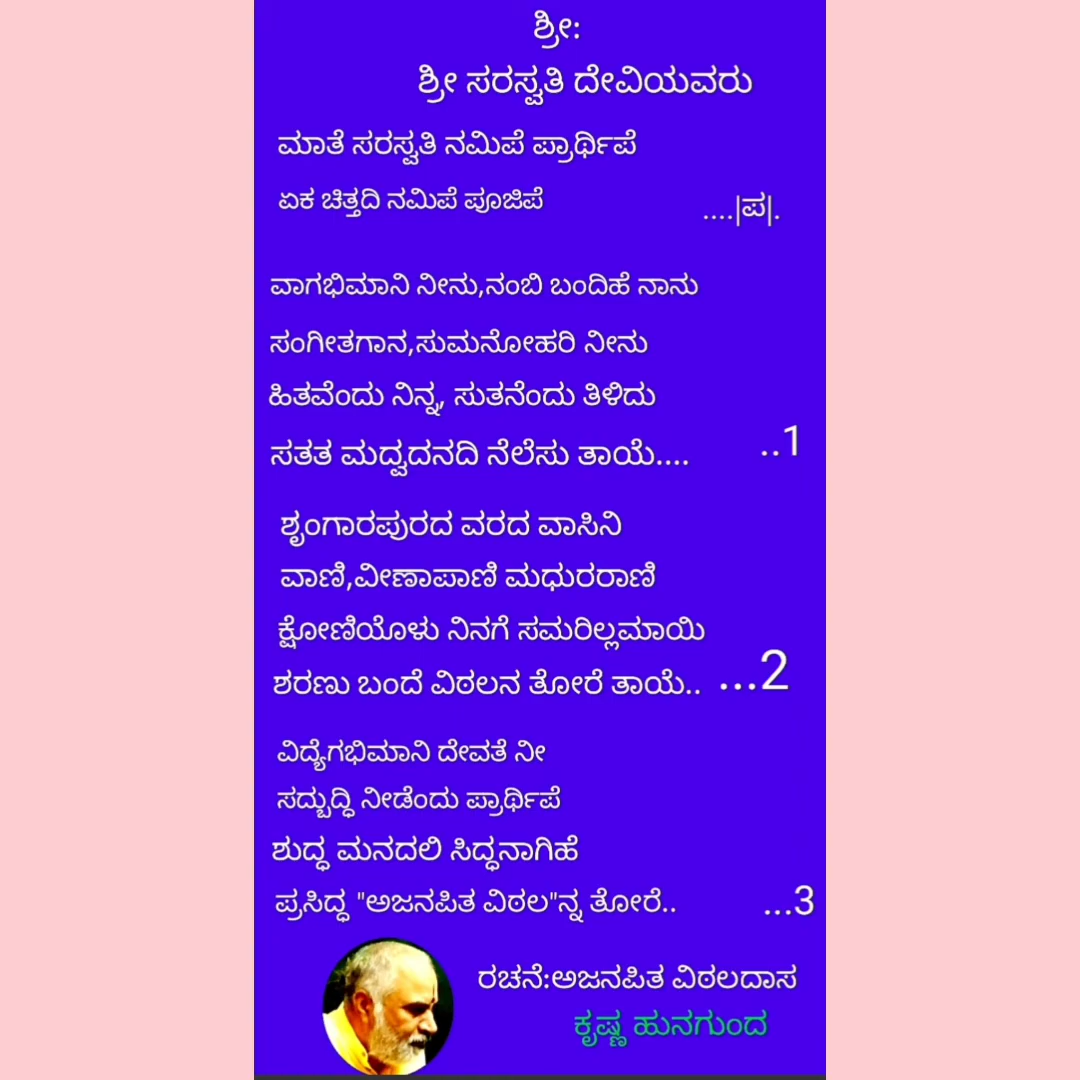 ಶ್ರೀ:
ಶ್ರೀ ಸರಸ್ವತಿ ದೇವಿಯವರು
ಮಾತೆ ಸರಸ್ವತಿ ನಮಿಪೆ ಪ್ರಾರ್ಥಿಪೆ
ಏಕ ಚಿತ್ತದಿ ನಮಿಪೆ ಪೂಜಿಪೆ ....|ಪ|.
ವಾಗಭಿಮಾನಿ ನೀನು,ನಂಬಿ ಬಂದಿಹೆ ನಾನು
ಸಂಗೀತಗಾನ,ಸುಮನೋಹರಿ ನೀನು
ಹಿತವೆಂದು ನಿನ್ನ, ಸುತನೆಂದು ತಿಳಿದು
ಸತತ ಮದ್ವದನದಿ ನೆಲೆಸು ತಾಯೆ.... ..1
ಶೃಂಗಾರಪುರದ ವರದ ವಾಸಿನಿ
ವಾಣಿ,ವೀಣಾಪಾಣಿ ಮಧುರರಾಣಿ
ಕ್ಷೋಣಿಯೊಳು ನಿನಗೆ ಸಮರಿಲ್ಲಮಾಯಿ
ಶರಣು ಬಂದೆ ವಿಠಲನ ತೋರೆ ತಾಯೆ.. ...2
ವಿದ್ಯೆಗಭಿಮಾನಿ ದೇವತೆ ನೀ
ಸದ್ಬುದ್ಧಿ ನೀಡೆಂದು ಪ್ರಾರ್ಥಿಪೆ
ಶುದ್ಧ ಮನದಲಿ ಸಿದ್ಧನಾಗಿಹೆ
ಪ್ರಸಿದ್ಧ "ಅಜನಪಿತ ವಿಠಲ"ನ್ನ ತೋರೆ.. ...3
ರಚನೆ:ಅಜನಪಿತ ವಿಠಲದಾಸ
ಕೃಷ್ಣ ಹುನಗುಂದ